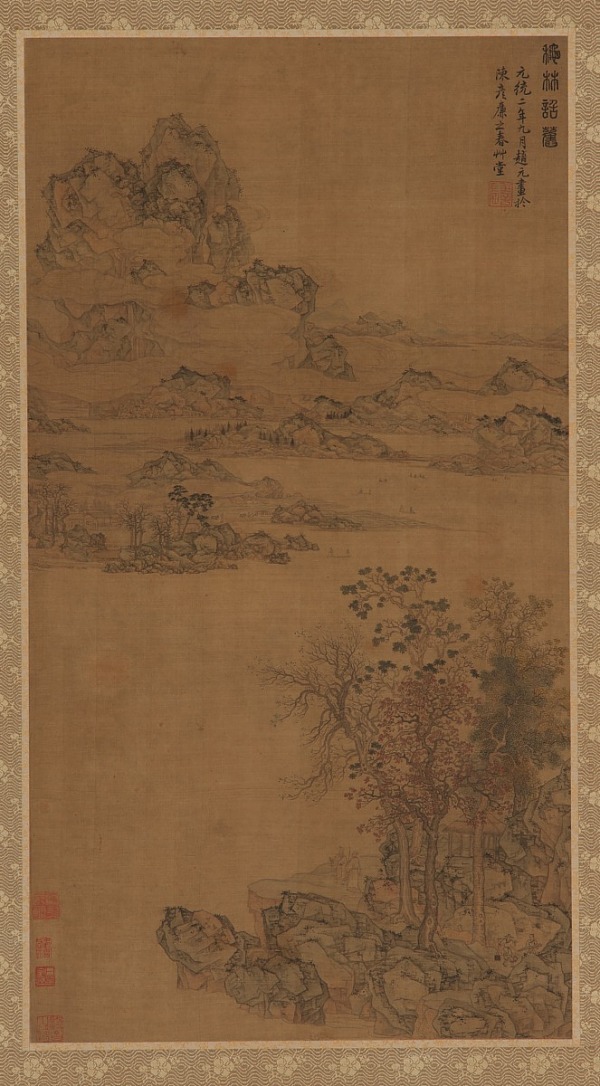 秋林話舊
元統二年九月趙元畫於
陳彥廉之春艸堂